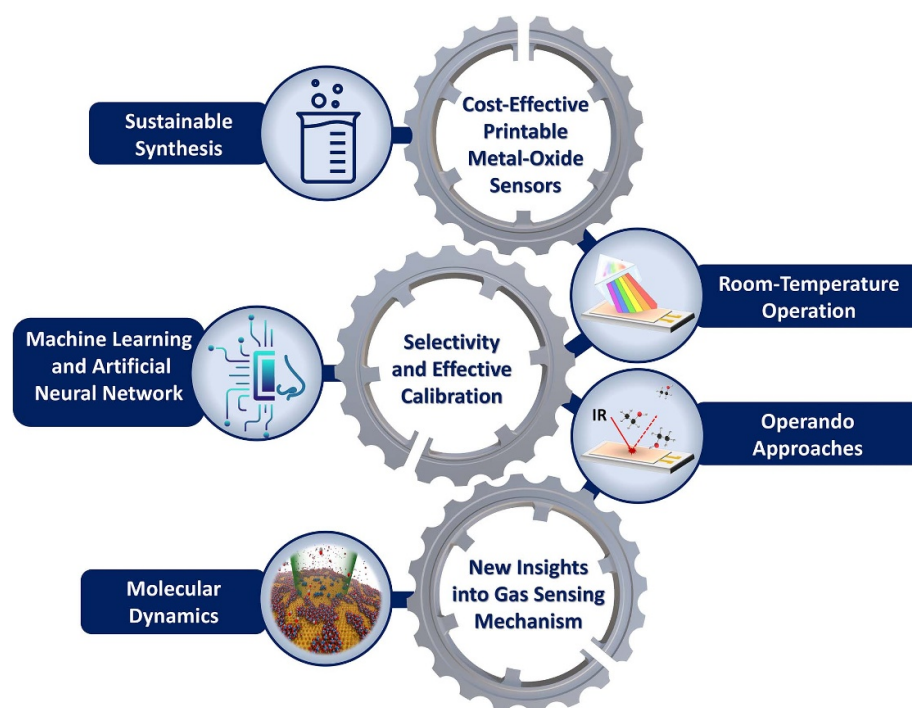 Sustainable
Synthesis
Cost-Effective
Printable
Metal-Oxide
Sensors
Room-Temperature
Operation
Machine Learning
and Artificial
Neural Network
Selectivity
and Effective
Calibration
IR
Operando
Approaches
Molecular
Dynamics
New Insights
into Gas Sensing
Mechanism